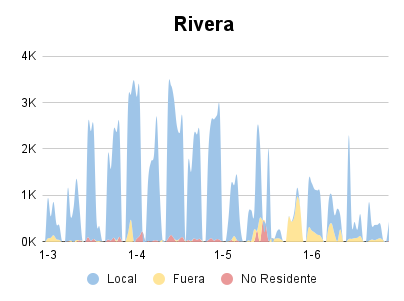 Rivera
4K
3K
2K
1K
0K
1-3 1-4 1-5 1-6
Local Fuera No Residente